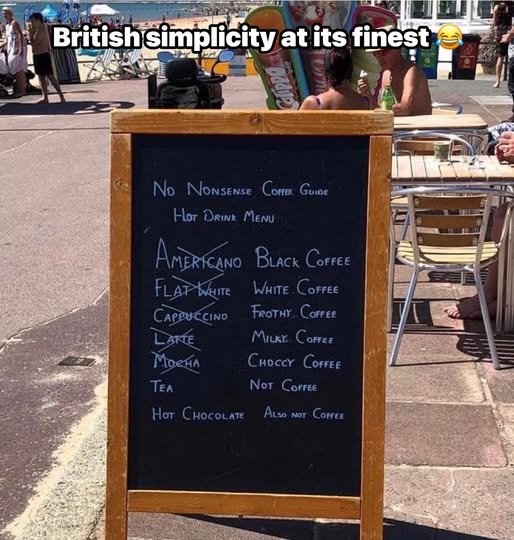 British simplicity at its finest 😂
No Nonsense Coffee Guide
Hot Drink Menu
Americano Black Coffee
Flat White White Coffee
Cappuccino Frothy Coffee
Latte Milky Coffee
Mocha Choccy Coffee
Tea Not Coffee
Hot Chocolate Also not Coffee